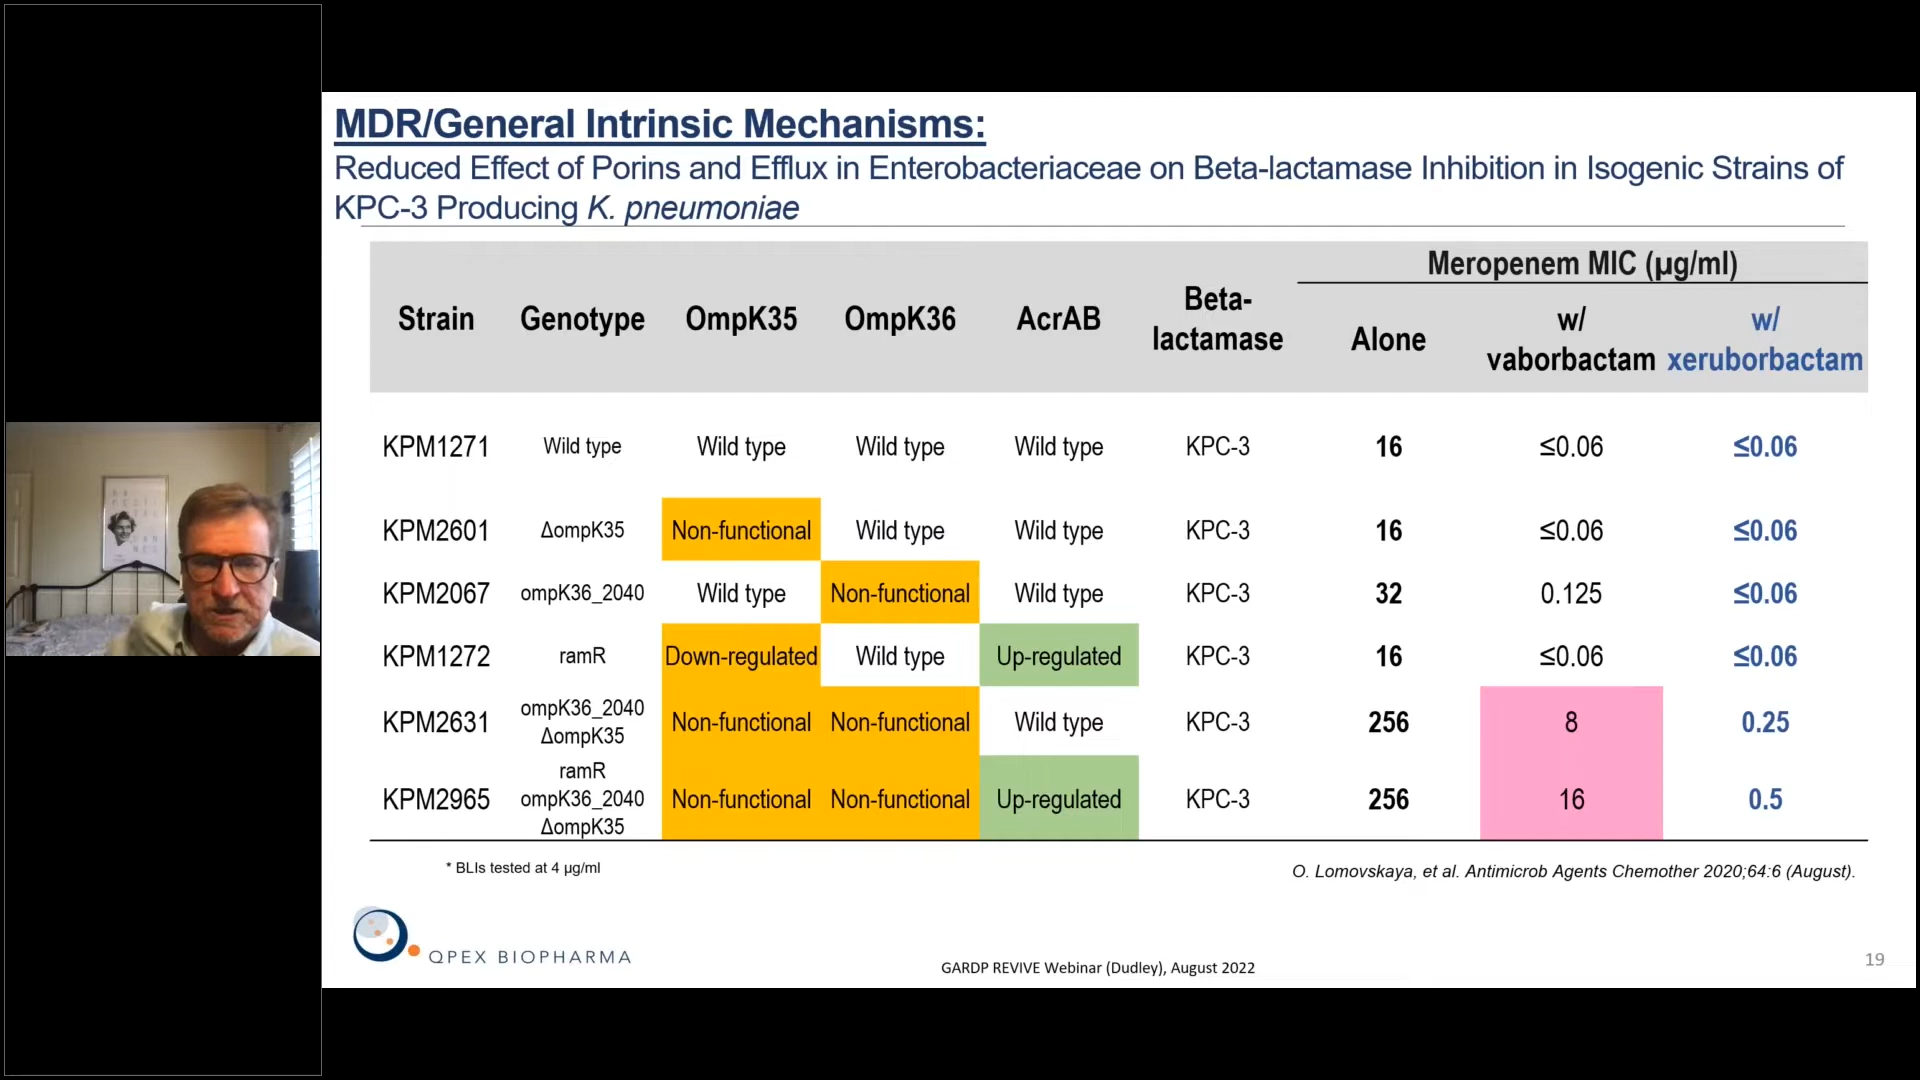 MDR/General Intrinsic Mechanisms:
Reduced Effect of Porins and Efflux in Enterobacteriaceae on Beta-lactamase Inhibition in Isogenic Strains of
KPC-3 Producing K. pneumoniae
Meropenem MIC (µg/ml)
Strain Genotype OmpK35 OmpK36 AcrAB Beta-lactamase Alone w/ vaborbactam w/ xeruborbactam
KPM1271 Wild type Wild type Wild type Wild type KPC-3 16 ≤0.06 ≤0.06
KPM2601 ΔompK35 Non-functional Wild type Wild type KPC-3 16 ≤0.06 ≤0.06
KPM2067 ompK36_2040 Wild type Non-functional Wild type KPC-3 32 0.125 ≤0.06
KPM1272 ramR Down-regulated Wild type Up-regulated KPC-3 16 ≤0.06 ≤0.06
KPM2631 ompK36_2040 ΔompK35 Non-functional Non-functional Wild type KPC-3 256 8 0.25
KPM2965 ramR ompK36_2040 ΔompK35 Non-functional Non-functional Up-regulated KPC-3 256 16 0.5
* BLIs tested at 4 µg/ml
O. Lomovskaya, et al. Antimicrob Agents Chemother 2020;64:6 (August).
QPEX BIOPHARMA
GARDP REVIVE Webinar (Dudley), August 2022
19